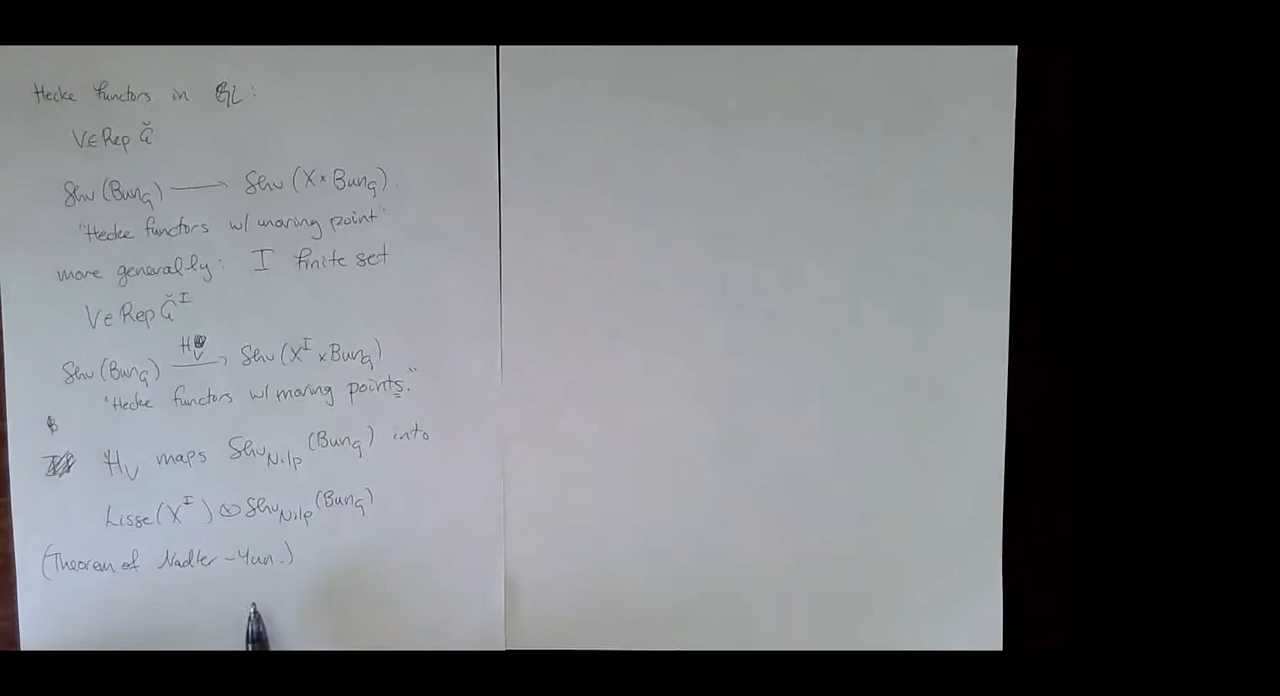 Hecke functors in GL:
V∈Rep Ǧ
Shv(Bun_G) ⟶ Shv(X×Bun_G).
"Hecke functors w/ moving point"
more generally: I finite set
V∈Rep Ǧ^I
Shv(Bun_G) —H_V→ Shv(X^I×Bun_G)
"Hecke functors w/ moving points."
H_V maps Shv_Nilp(Bun_G) into
Lisse(X^I)⊗Shv_Nilp(Bun_G)
(Theorem of Nadler-Yun.)